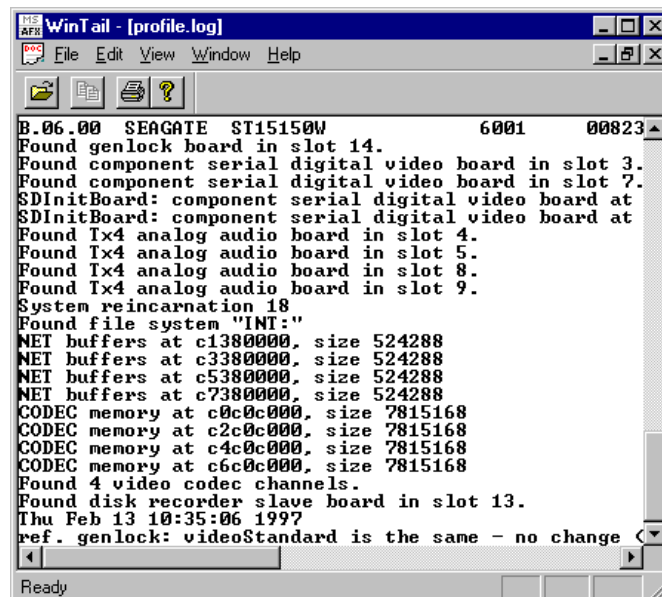 MS
AFX
WinTail - [profile.log]
DOC
File Edit View Window Help
B.06.00 SEAGATE ST15150W 6001 00823
Found genlock board in slot 14.
Found component serial digital video board in slot 3.
Found component serial digital video board in slot 7.
SDInitBoard: component serial digital video board at
SDInitBoard: component serial digital video board at
Found Tx4 analog audio board in slot 4.
Found Tx4 analog audio board in slot 5.
Found Tx4 analog audio board in slot 8.
Found Tx4 analog audio board in slot 9.
System reincarnation 18
Found file system "INT:"
NET buffers at c1380000, size 524288
NET buffers at c3380000, size 524288
NET buffers at c5380000, size 524288
NET buffers at c7380000, size 524288
CODEC memory at c0c0c000, size 7815168
CODEC memory at c2c0c000, size 7815168
CODEC memory at c4c0c000, size 7815168
CODEC memory at c6c0c000, size 7815168
Found 4 video codec channels.
Found disk recorder slave board in slot 13.
Thu Feb 13 10:35:06 1997
ref. genlock: videoStandard is the same - no change (
Ready